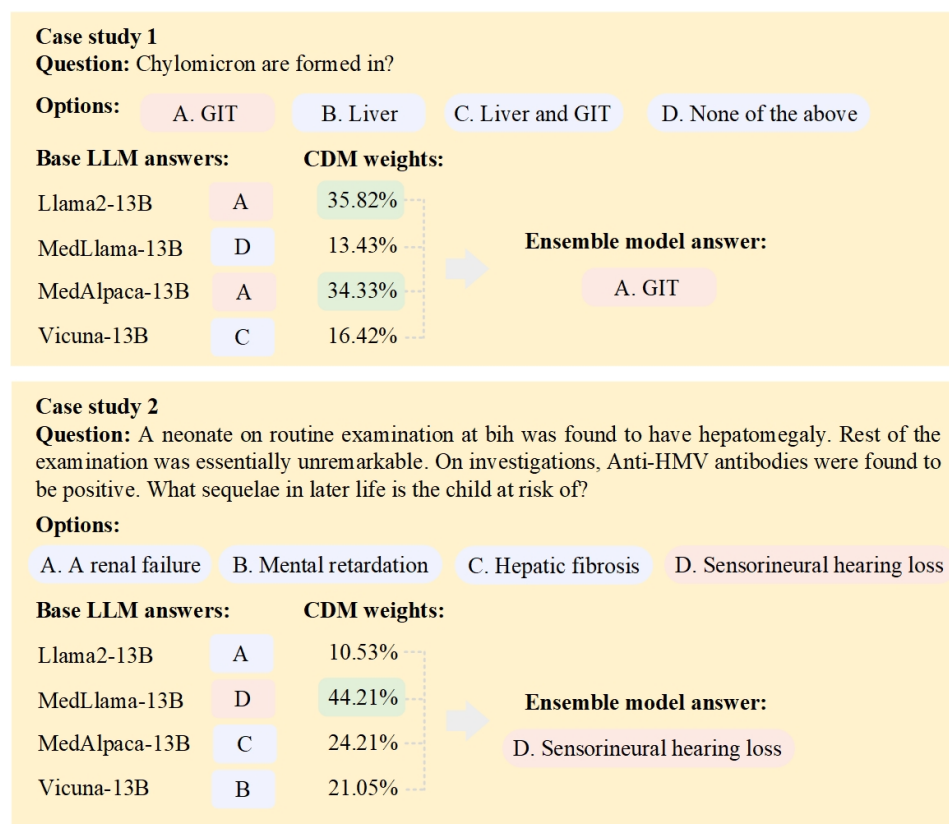 Case study 1
Question: Chylomicron are formed in?
Options: A. GIT B. Liver C. Liver and GIT D. None of the above
Base LLM answers: CDM weights:
Llama2-13B A 35.82%
MedLlama-13B D 13.43%
Ensemble model answer:
MedAlpaca-13B A 34.33%
A. GIT
Vicuna-13B C 16.42%
Case study 2
Question: A neonate on routine examination at bih was found to have hepatomegaly. Rest of the
examination was essentially unremarkable. On investigations, Anti-HMV antibodies were found to
be positive. What sequelae in later life is the child at risk of?
Options:
A. A renal failure B. Mental retardation C. Hepatic fibrosis D. Sensorineural hearing loss
Base LLM answers: CDM weights:
Llama2-13B A 10.53%
MedLlama-13B D 44.21%
Ensemble model answer:
MedAlpaca-13B C 24.21%
D. Sensorineural hearing loss
Vicuna-13B B 21.05%